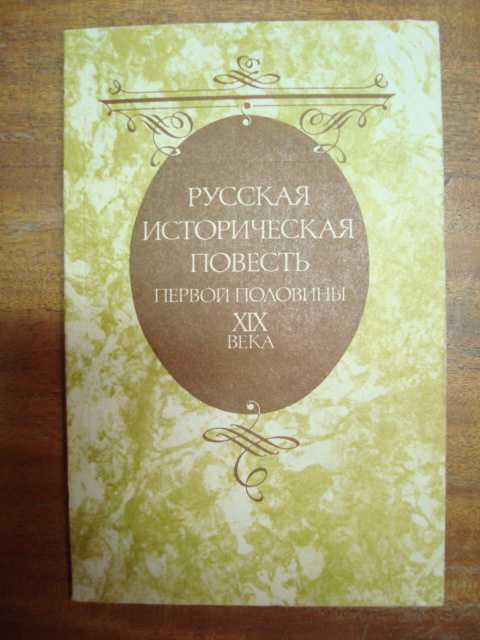 РУССКАЯ
ИСТОРИЧЕСКАЯ
ПОВЕСТЬ
ПЕРВОЙ ПОЛОВИНЫ
XIX
ВЕКА